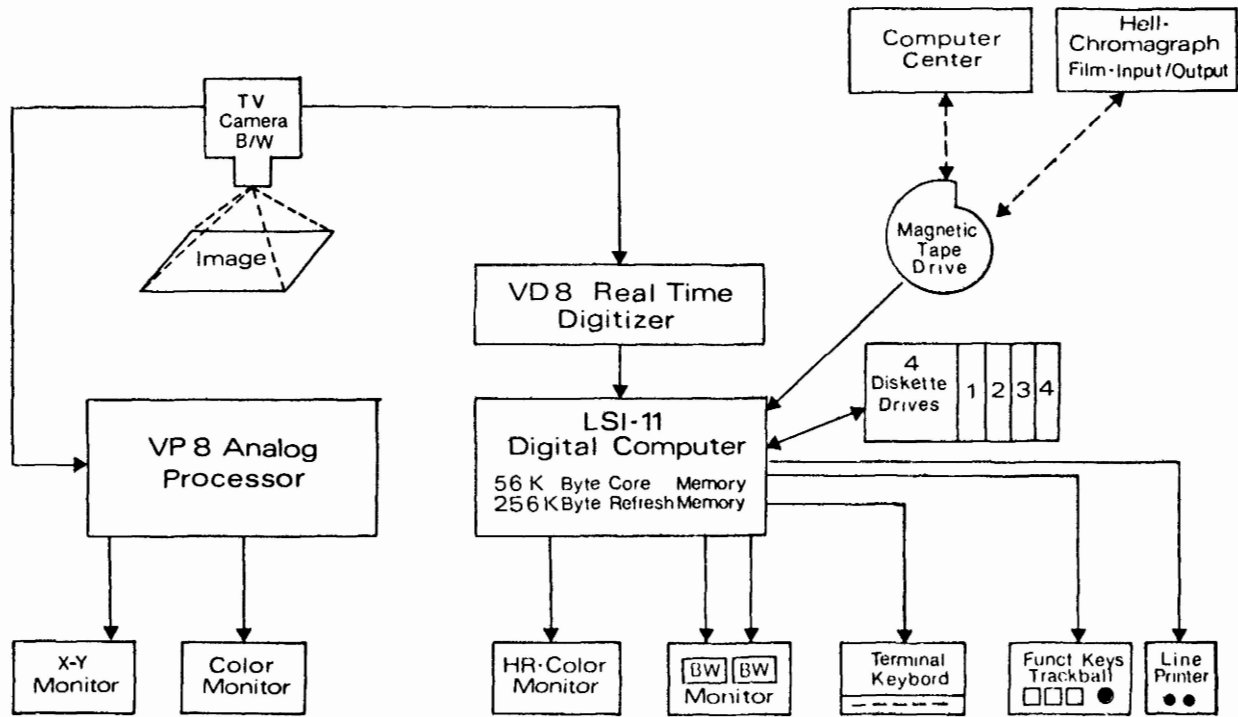 Computer
Center
Hell-
Chromagraph
Film-Input/Output
TV
Camera
B/W
Image
Magnetic
Tape
Drive
VD8 Real Time
Digitizer
4
Diskette
Drives
1 2 3 4
VP 8 Analog
Processor
LSI-11
Digital Computer
56 K Byte Core Memory
256 K Byte Refresh Memory
X-Y
Monitor
Color
Monitor
HR-Color
Monitor
BW BW
Monitor
Terminal
Keybord
Funct Keys
Trackball
Line
Printer